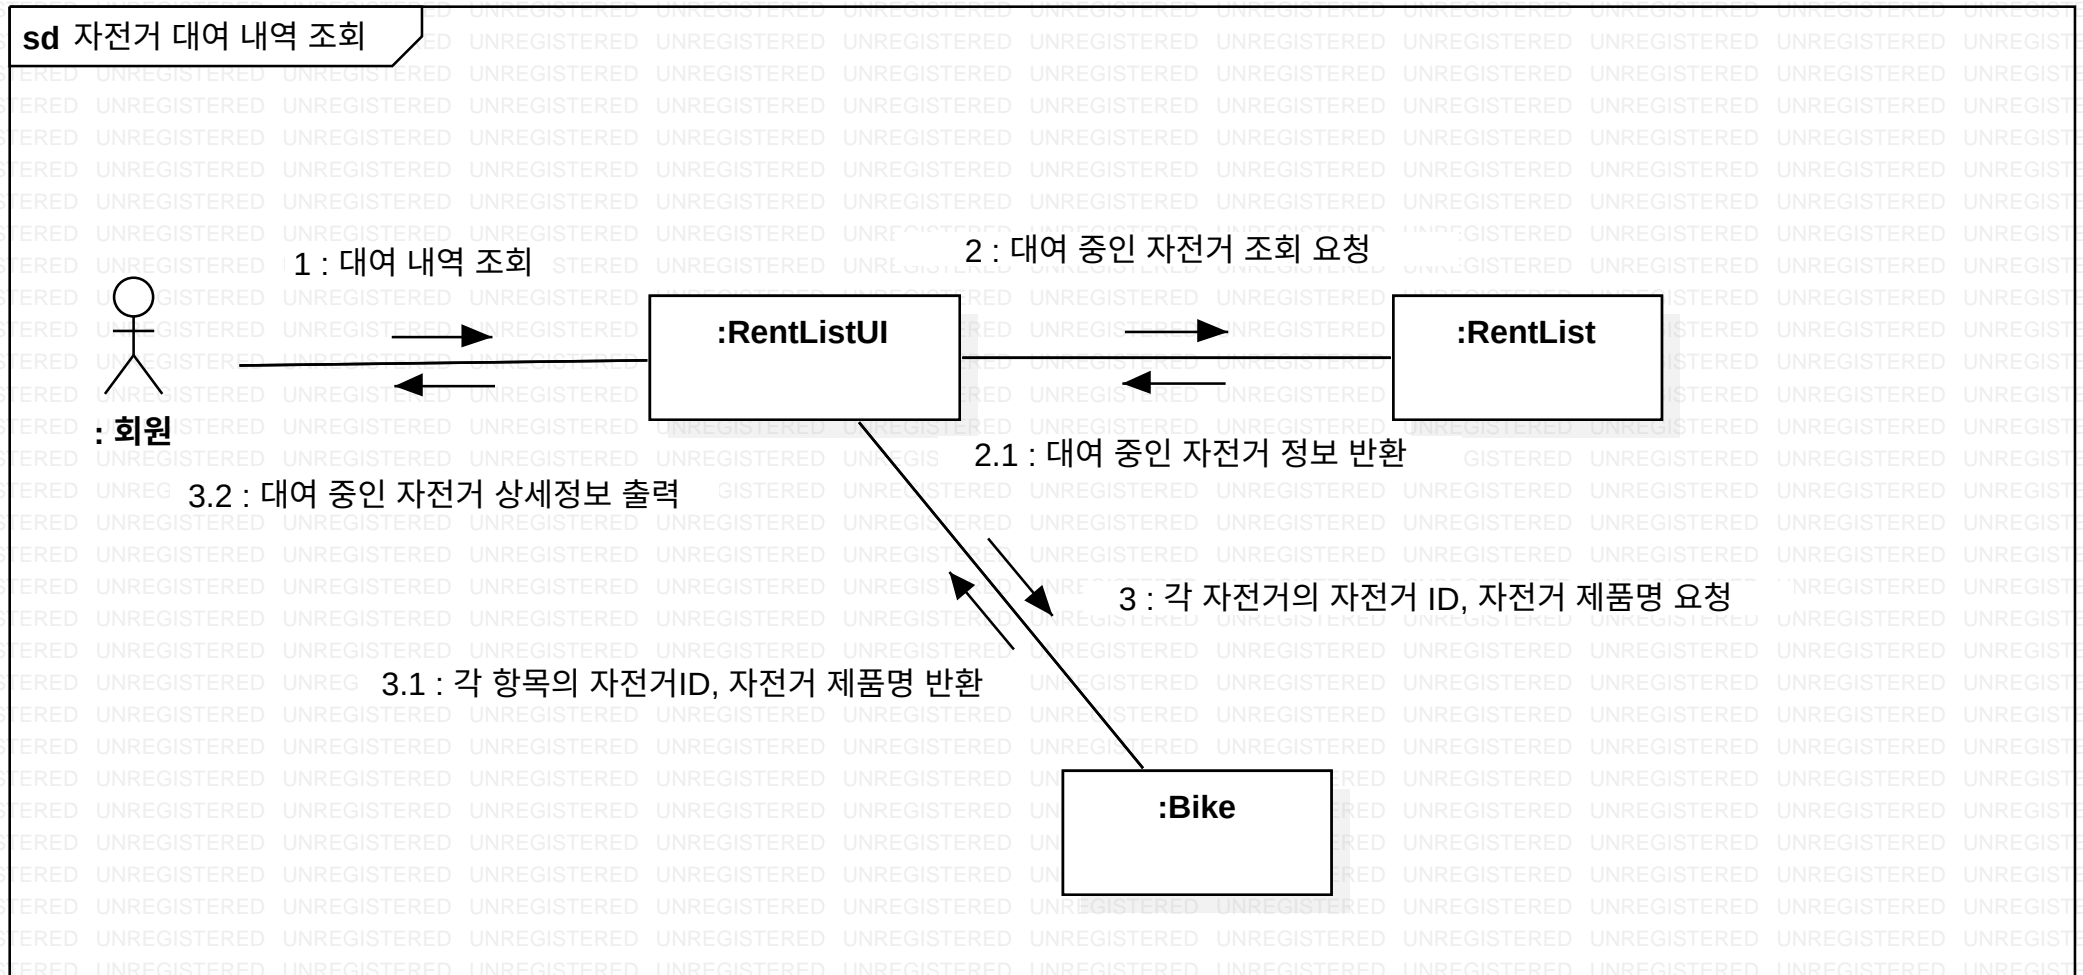 sd 자전거 대여 내역 조회
1 : 대여 내역 조회
2 : 대여 중인 자전거 조회 요청
:RentListUI
:RentList
: 회원
2.1 : 대여 중인 자전거 정보 반환
3.2 : 대여 중인 자전거 상세정보 출력
3 : 각 자전거의 자전거 ID, 자전거 제품명 요청
3.1 : 각 항목의 자전거ID, 자전거 제품명 반환
:Bike
UNREGISTERED